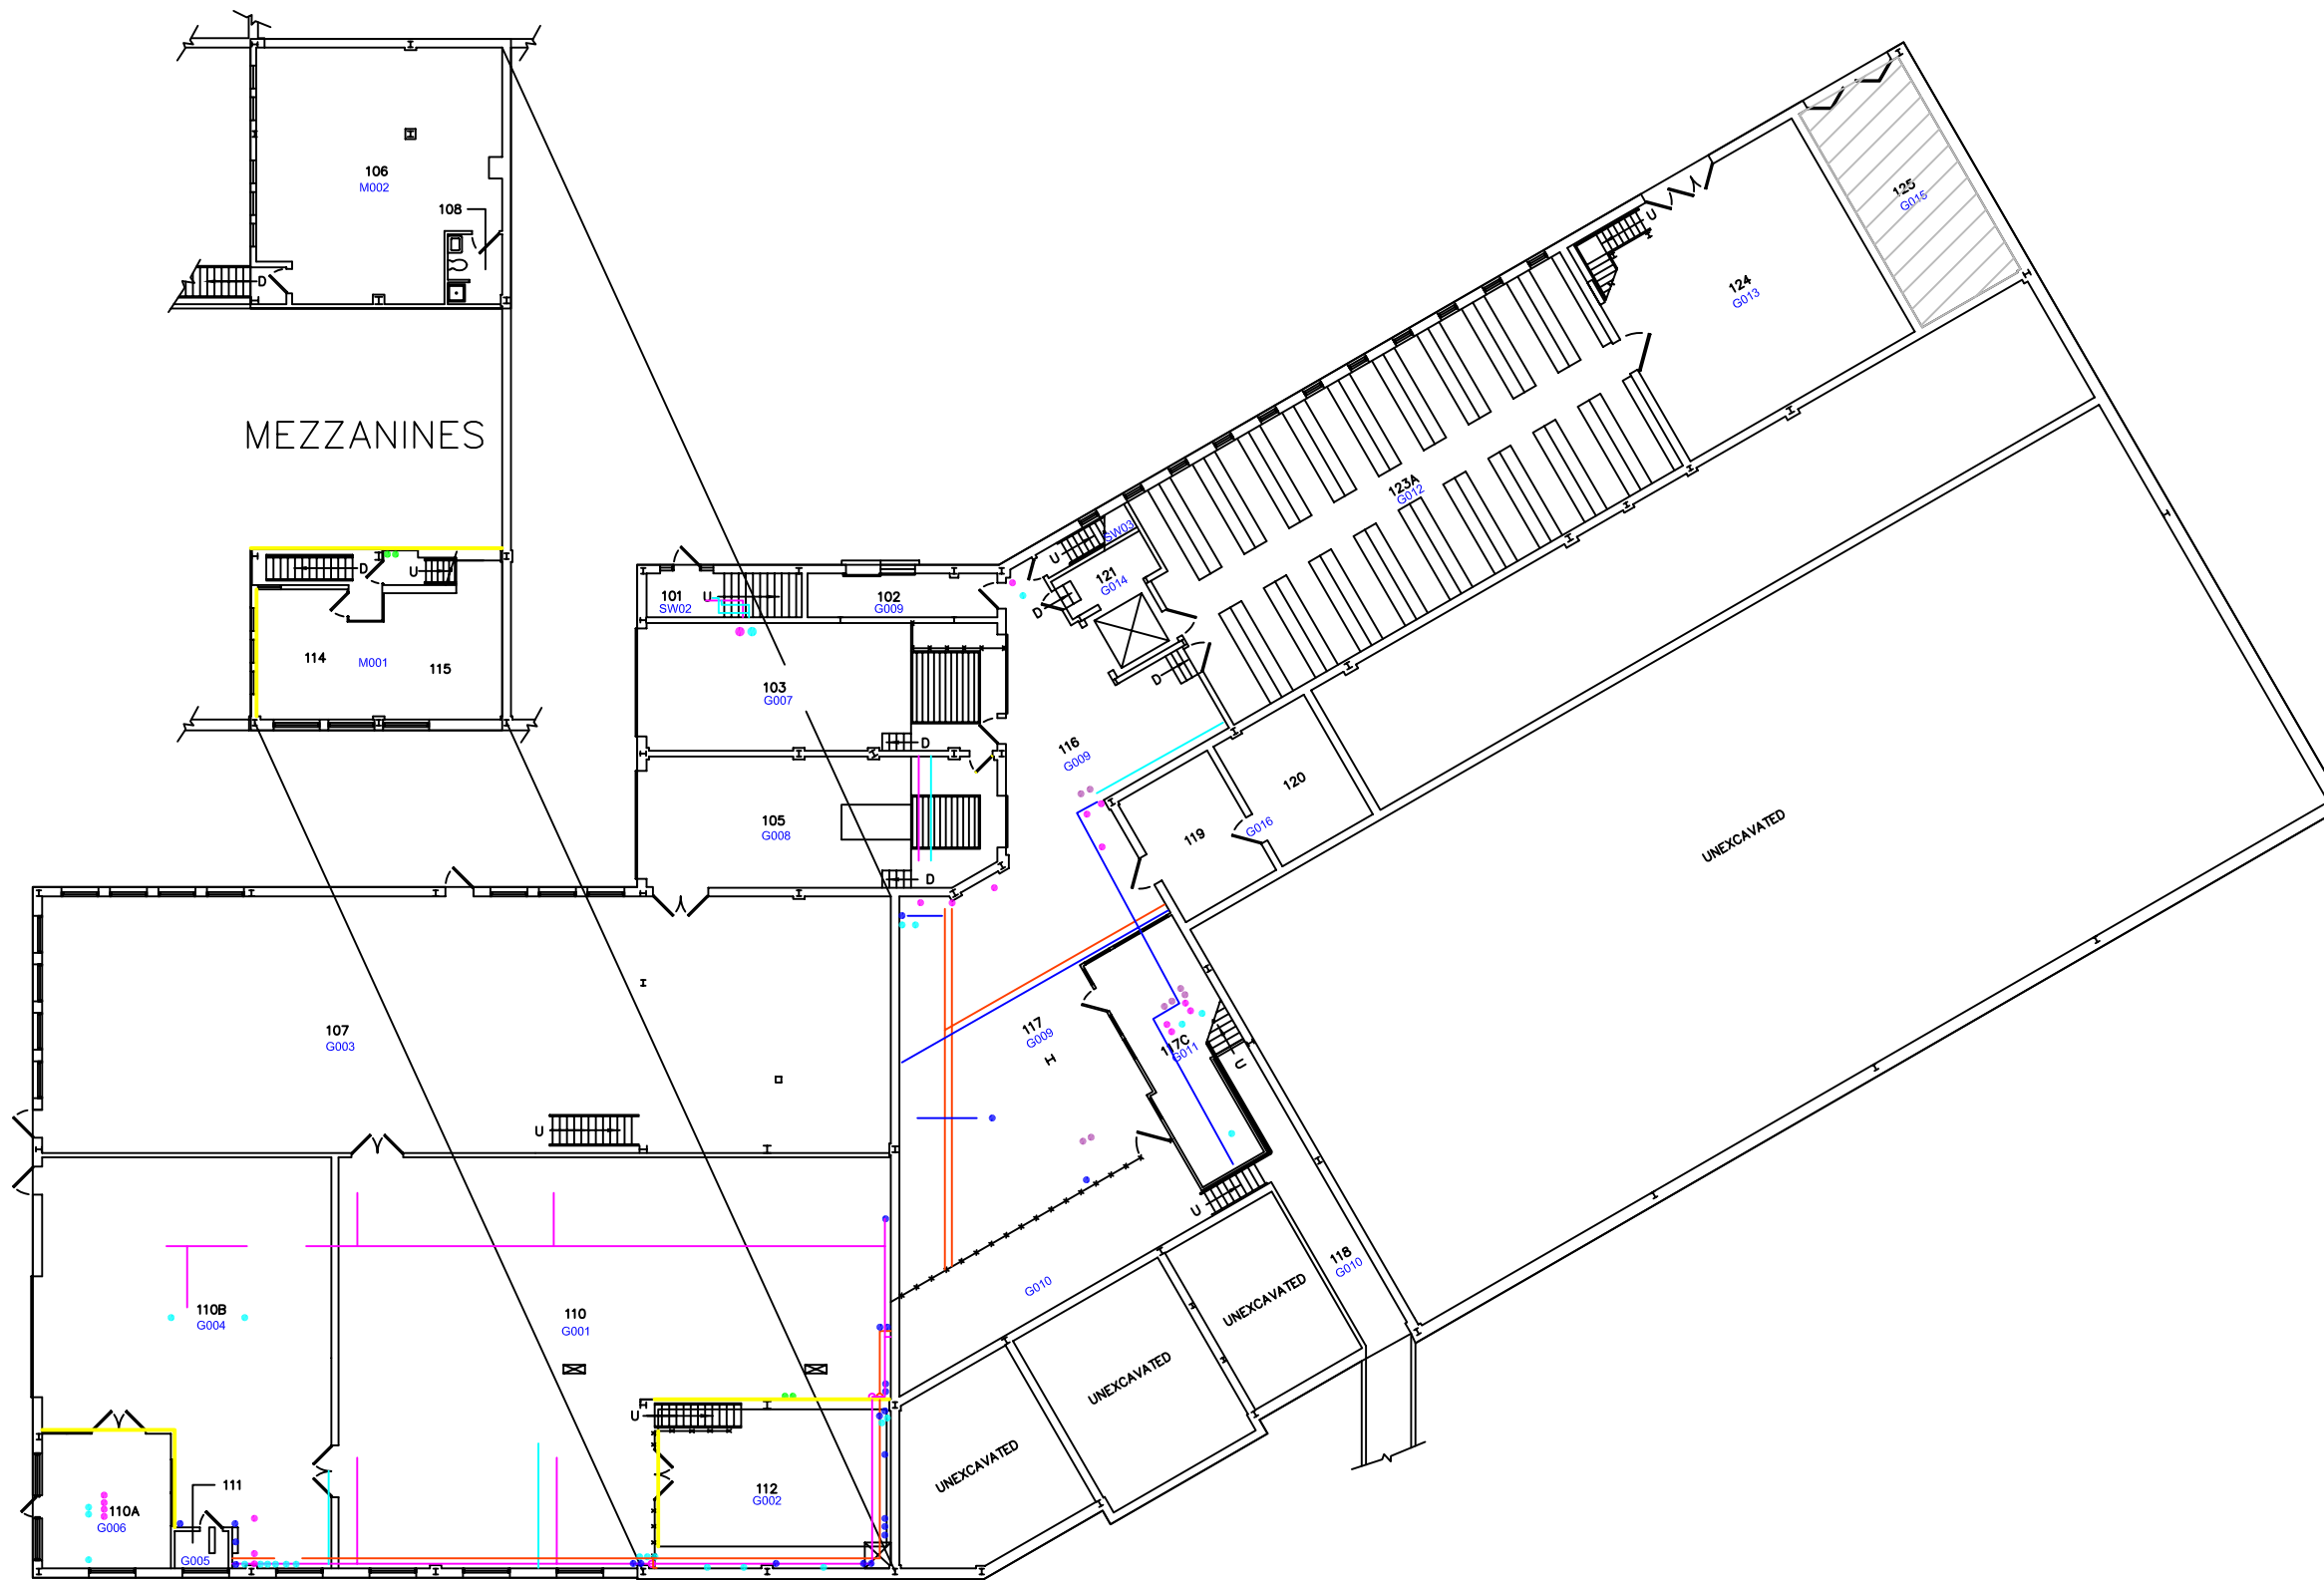 106
M002
108
D
MEZZANINES
D
U
114
M001
115
125
G015
U
124
G013
123A
G012
SW03
U
121
G014
D
D
101
SW02
U
102
G009
103
G007
D
105
G008
D
116
G009
120
119
G016
UNEXCAVATED
107
G003
U
117
G009
117C
G011
U
U
118
G010
G010
UNEXCAVATED
UNEXCAVATED
UNEXCAVATED
110B
G004
110
G001
U
112
G002
111
110A
G006
G005